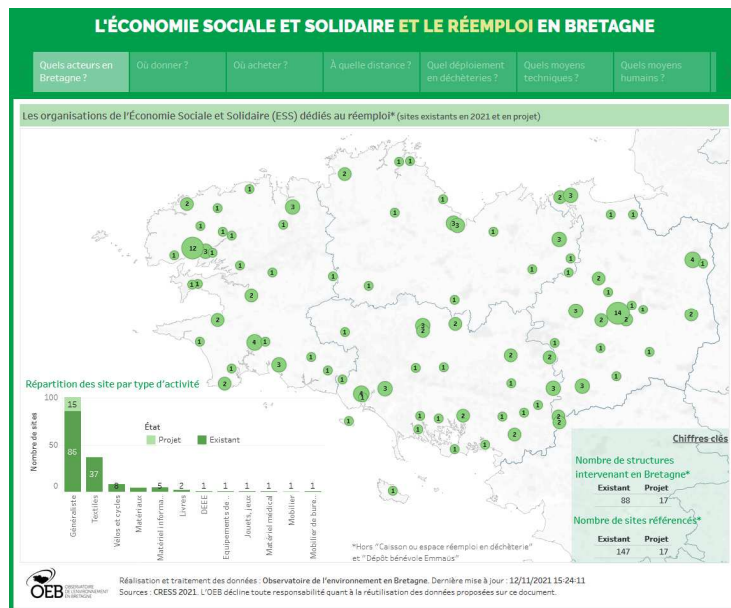 L'ÉCONOMIE SOCIALE ET SOLIDAIRE ET LE RÉEMPLOI EN BRETAGNE
Quels acteurs en
Bretagne ?
Où donner ?
Où acheter ?
À quelle distance ?
Quel déploiement
en déchèteries ?
Quels moyens
techniques ?
Quels moyens
humains ?
Les organisations de l'Économie Sociale et Solidaire (ESS) dédiés au réemploi* (sites existants en 2021 et en projet)
Répartition des site par type d'activité
Nombre de sites
100
50
0
État
Projet
Existant
15
86
37
8
5
2
1
1
1
1
1
1
Généraliste
Textiles
Vélos et cycles
Matériaux
Matériel informa..
Livres
DEEE
Equipements de ..
Jouets, jeux
Matériel médical
Mobilier
Mobilier de bure..
12
14
*Hors "Caisson ou espace réemploi en déchèterie"
et "Dépôt bénévole Emmaüs"
Chiffres clés
Nombre de structures
intervenant en Bretagne*
Existant Projet
88 17
Nombre de sites référencés*
Existant Projet
147 17
OEB
OBSERVATOIRE
DE L'ENVIRONNEMENT
EN BRETAGNE
Réalisation et traitement des données : Observatoire de l'environnement en Bretagne. Dernière mise à jour : 12/11/2021 15:24:11
Sources : CRESS 2021. L'OEB décline toute responsabilité quant à la réutilisation des données proposées sur ce document.